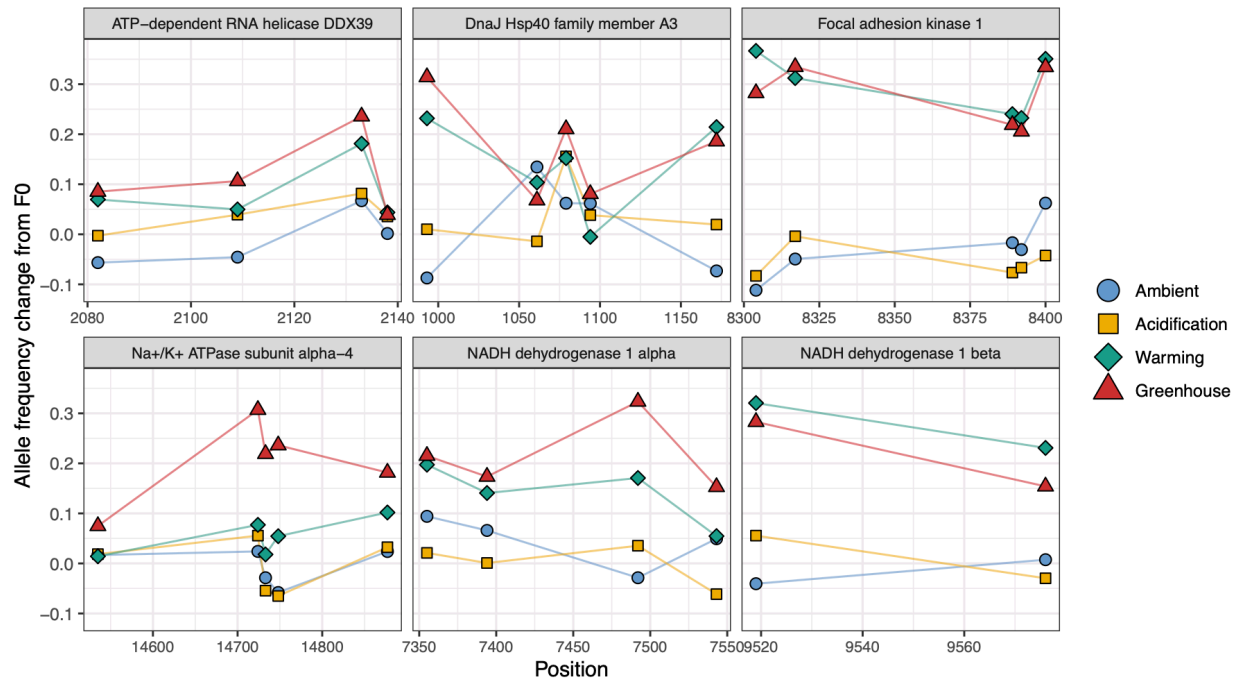 ATP−dependent RNA helicase DDX39
DnaJ Hsp40 family member A3
Focal adhesion kinase 1
0.3
0.2
0.1
0.0
−0.1
2080 2100 2120 2140
1000 1050 1100 1150
8300 8325 8350 8375 8400
Na+/K+ ATPase subunit alpha−4
NADH dehydrogenase 1 alpha
NADH dehydrogenase 1 beta
0.3
0.2
0.1
0.0
−0.1
14600 14700 14800
7350 7400 7450 7500 7550
9520 9540 9560
Position
Allele frequency change from F0
Ambient
Acidification
Warming
Greenhouse